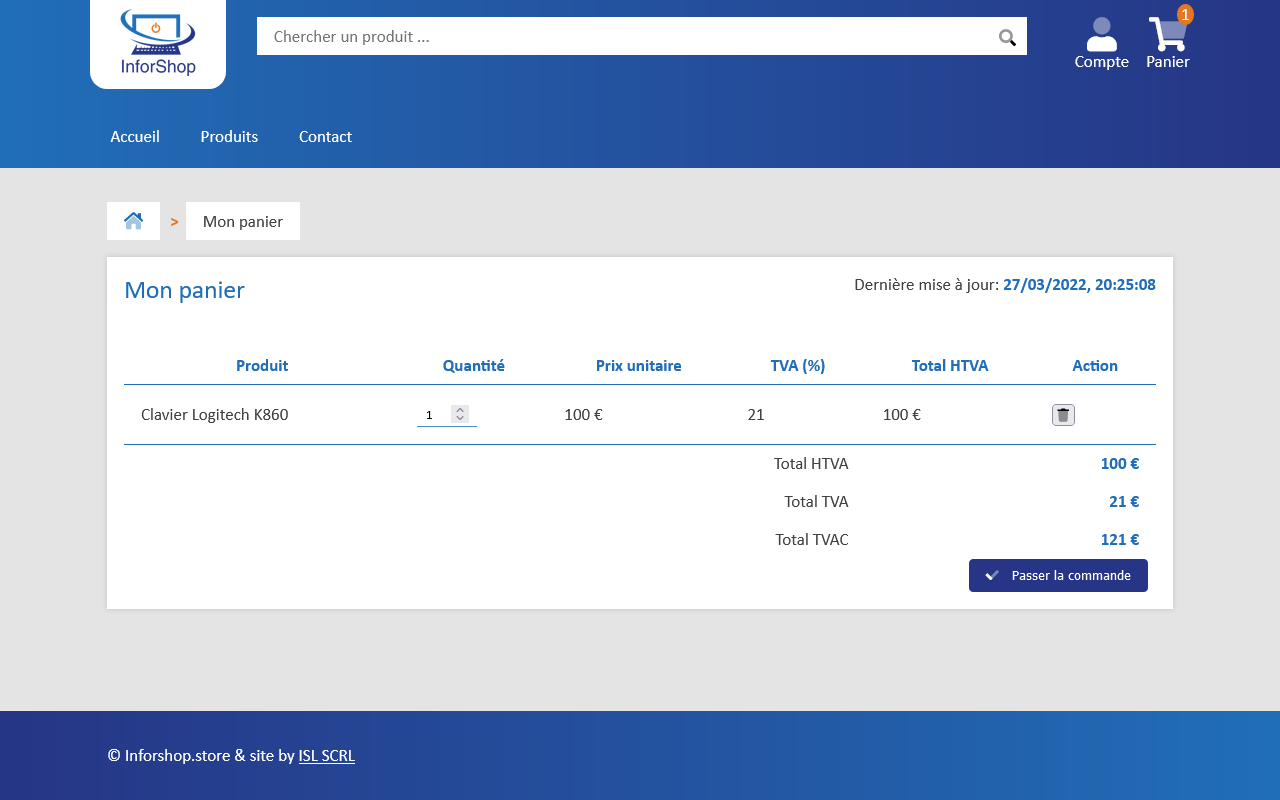 InforShop
Chercher un produit ...
1
Compte
Panier
Accueil
Produits
Contact
> Mon panier
Mon panier
Dernière mise à jour: 27/03/2022, 20:25:08
Produit Quantité Prix unitaire TVA (%) Total HTVA Action
Clavier Logitech K860 1 100 € 21 100 €
Total HTVA 100 €
Total TVA 21 €
Total TVAC 121 €
Passer la commande
© Inforshop.store & site by ISL SCRL